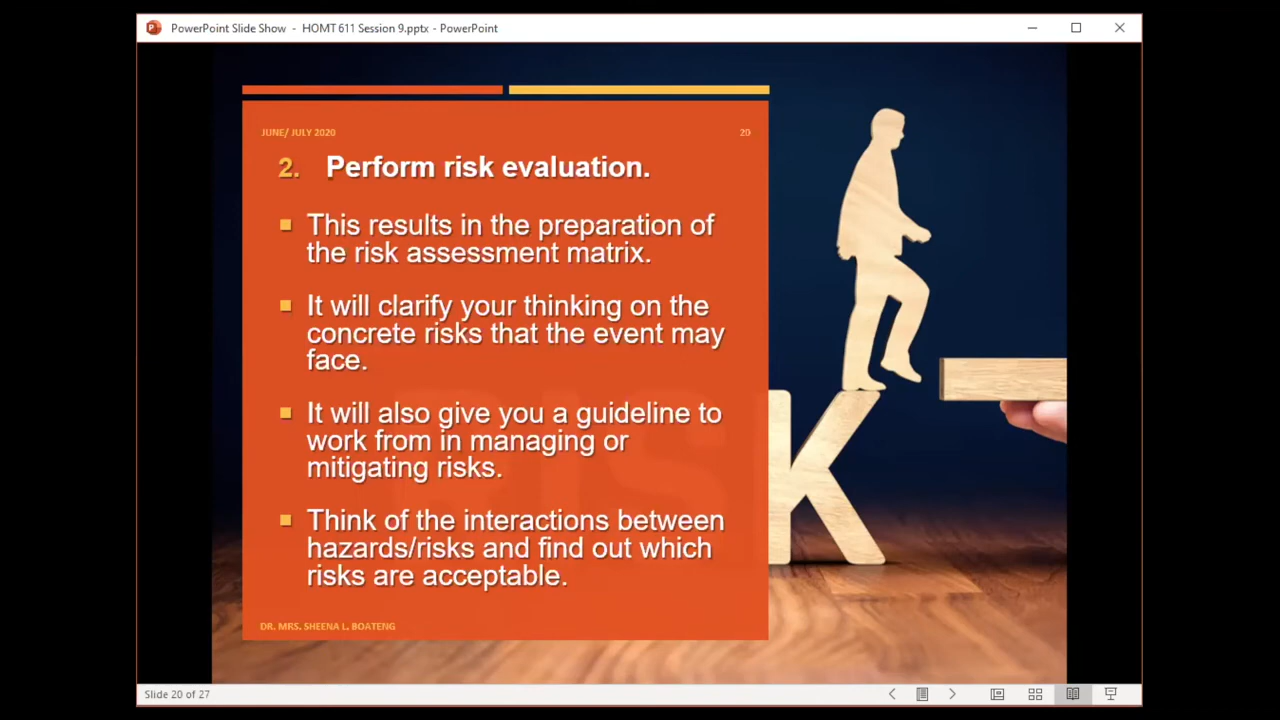 PowerPoint Slide Show - HOMT 611 Session 9.pptx - PowerPoint
JUNE/ JULY 2020
20
2. Perform risk evaluation.
This results in the preparation of
the risk assessment matrix.
It will clarify your thinking on the
concrete risks that the event may
face.
It will also give you a guideline to
work from in managing or
mitigating risks.
Think of the interactions between
hazards/risks and find out which
risks are acceptable.
K
DR. MRS. SHEENA L. BOATENG
Slide 20 of 27